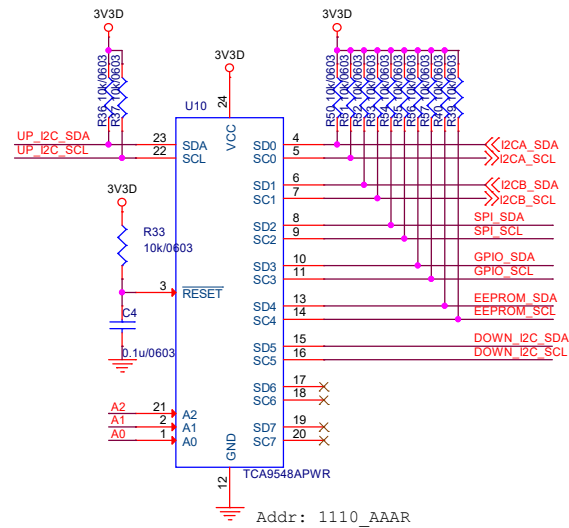 3V3D
3V3D
3V3D
R36 10k/0603
R37 10k/0603
R50 10k/0603
R51 10k/0603
R52 10k/0603
R53 10k/0603
R54 10k/0603
R55 10k/0603
R56 10k/0603
R57 10k/0603
R40 10k/0603
R39 10k/0603
U10
24
VCC
UP_I2C_SDA 23 SDA
UP_I2C_SCL 22 SCL
SD0 4 I2CA_SDA
SC0 5 I2CA_SCL
SD1 6 I2CB_SDA
SC1 7 I2CB_SCL
3V3D
R33
10k/0603
SD2 8 SPI_SDA
SC2 9 SPI_SCL
SD3 10 GPIO_SDA
SC3 11 GPIO_SCL
3 RESET
C4
0.1u/0603
SD4 13 EEPROM_SDA
SC4 14 EEPROM_SCL
SD5 15 DOWN_I2C_SDA
SC5 16 DOWN_I2C_SCL
SD6 17
SC6 18
A2 21 A2
A1 2 A1
A0 1 A0
SD7 19
SC7 20
GND
12
TCA9548APWR
Addr: 1110_AAAR